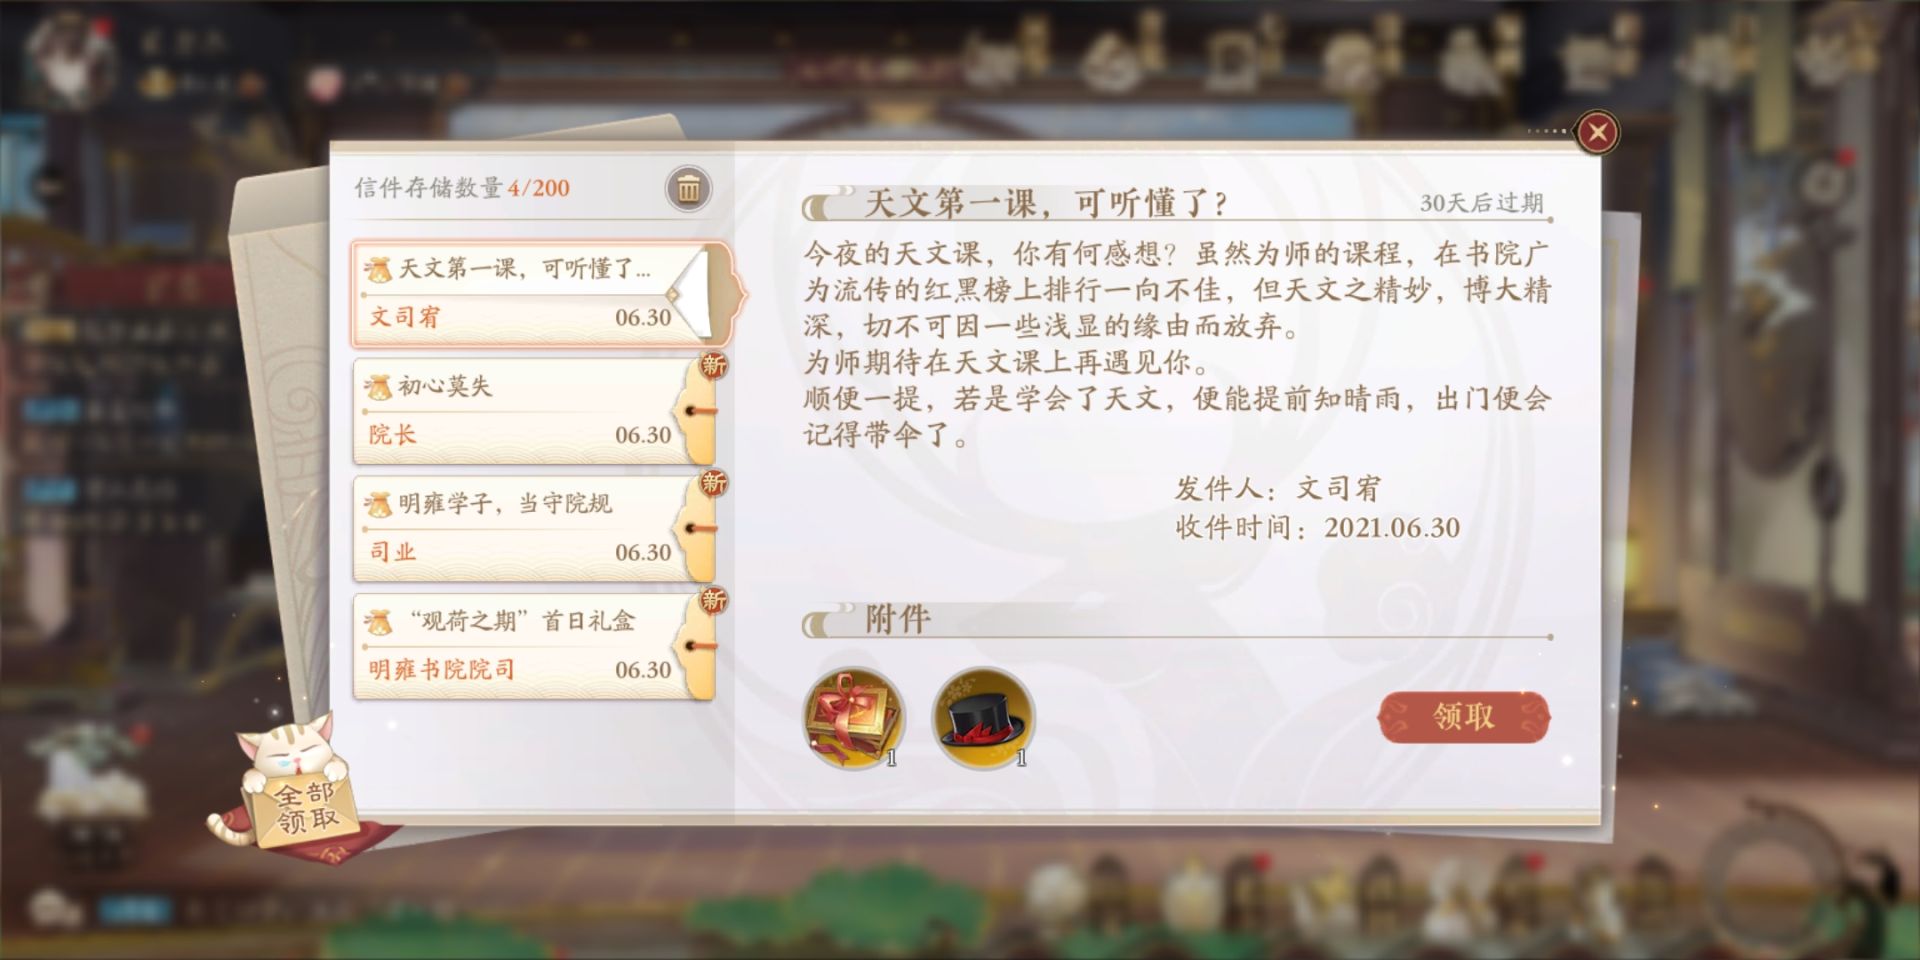 信件存储数量4/200
天文第一课，可听懂了...
文司宥 06.30
新
初心莫失
院长 06.30
新
明雍学子，当守院规
司业 06.30
新
“观荷之期”首日礼盒
明雍书院院司 06.30
全部
领取
天文第一课，可听懂了？
30天后过期
今夜的天文课，你有何感想？虽然为师的课程，在书院广
为流传的红黑榜上排行一向不佳，但天文之精妙，博大精
深，切不可因一些浅显的缘由而放弃。
为师期待在天文课上再遇见你。
顺便一提，若是学会了天文，便能提前知晴雨，出门便会
记得带伞了。
发件人：文司宥
收件时间：2021.06.30
附件
1
1
领取